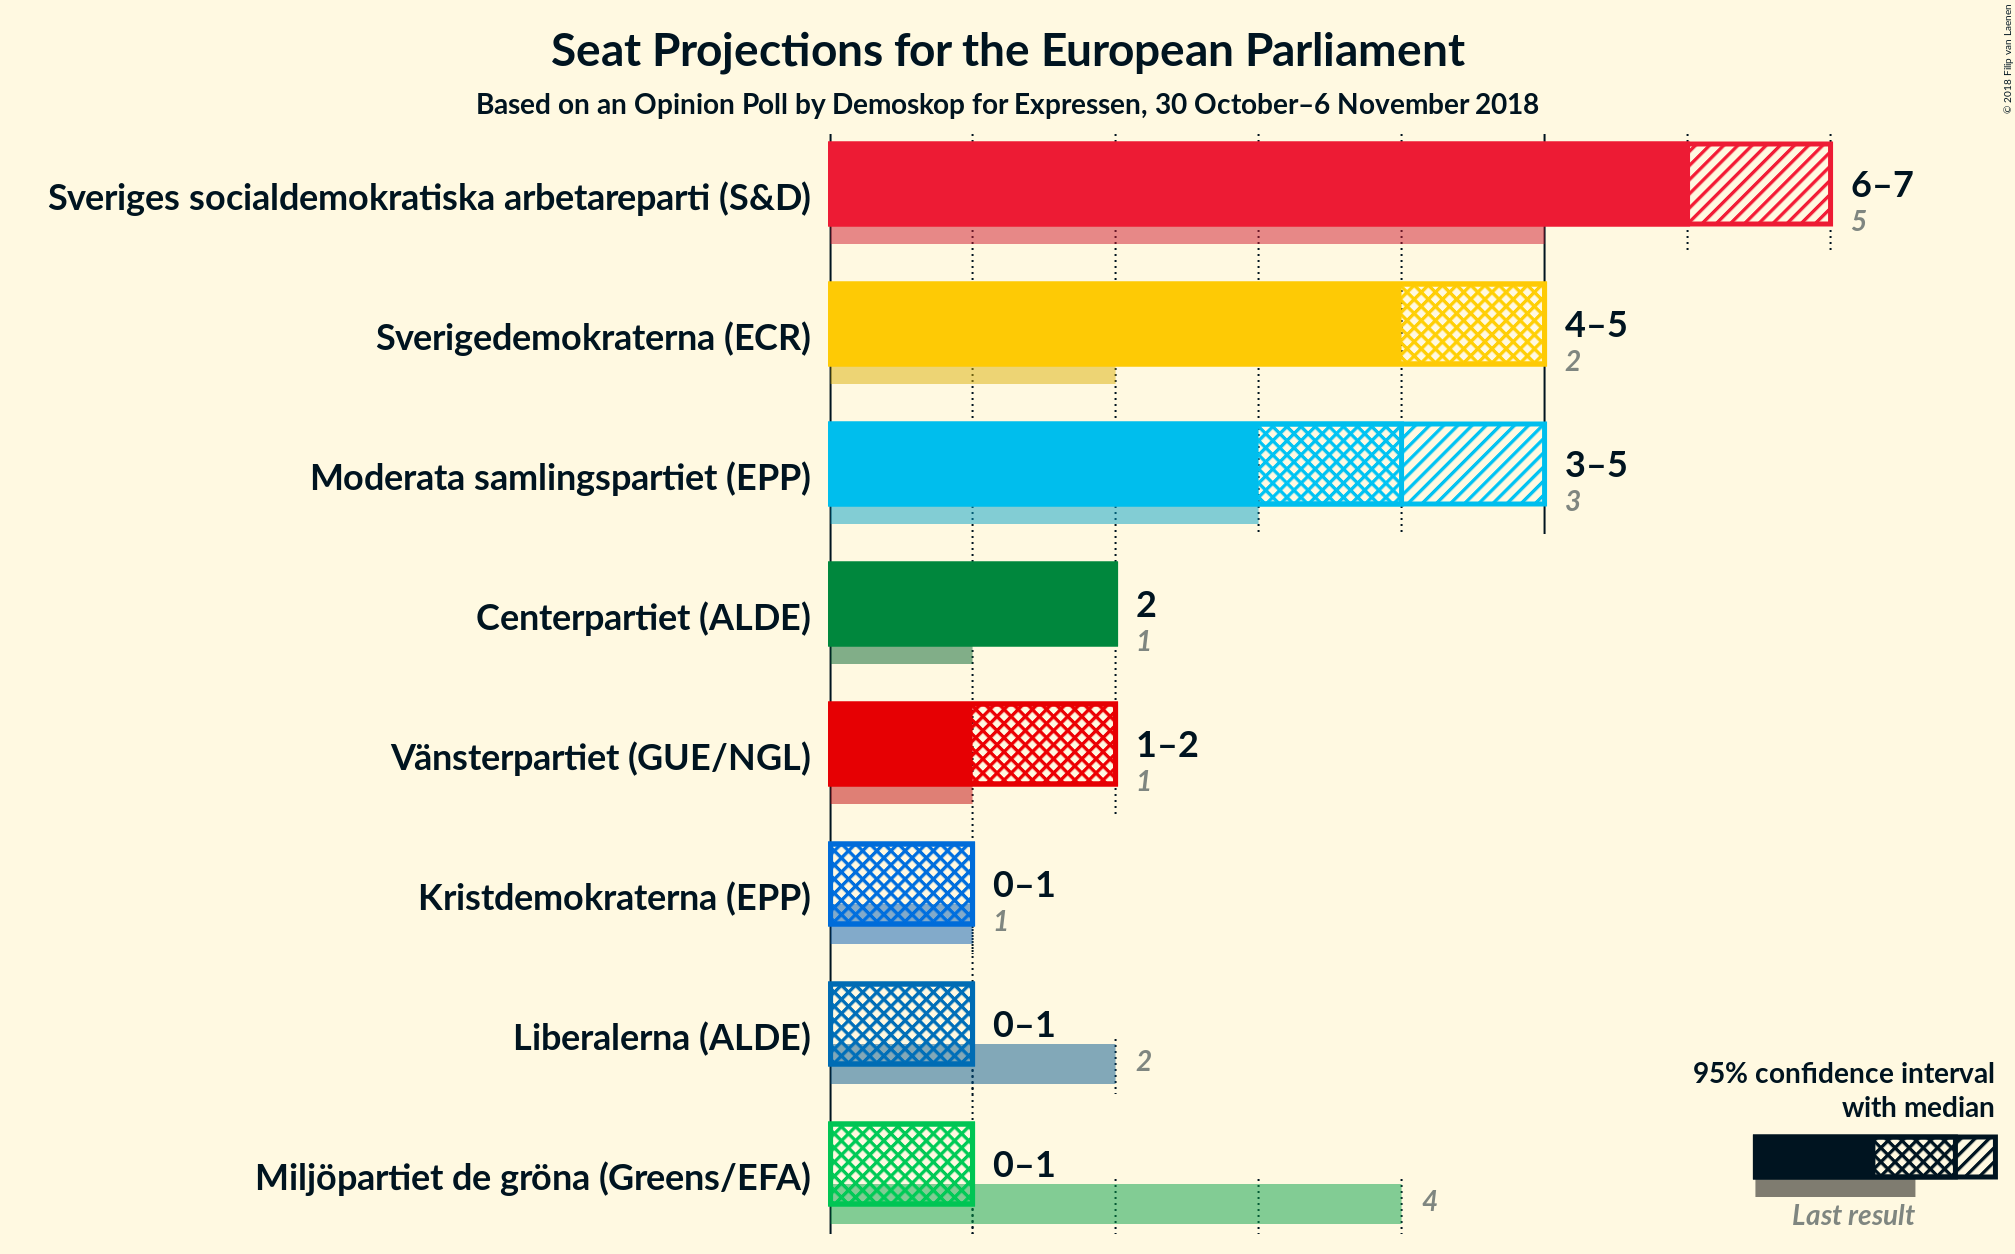 Seat Projections for the European Parliament
Based on an Opinion Poll by Demoskop for Expressen, 30 October–6 November 2018
© 2018 Filip van Laenen
Sveriges socialdemokratiska arbetareparti (S&D)
6–7
5
Sverigedemokraterna (ECR)
4–5
2
Moderata samlingspartiet (EPP)
3–5
3
Centerpartiet (ALDE)
2
1
Vänsterpartiet (GUE/NGL)
1–2
1
Kristdemokraterna (EPP)
0–1
1
Liberalerna (ALDE)
0–1
2
Miljöpartiet de gröna (Greens/EFA)
0–1
4
95% confidence interval
with median
Last result